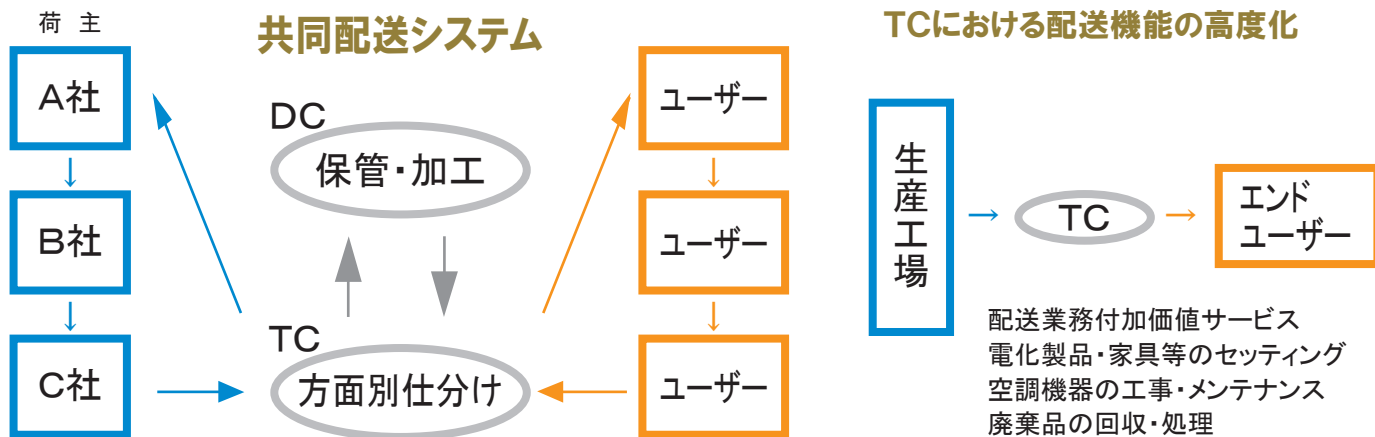 荷 主
共同配送システム
A社
B社
C社
DC
保管・加工
TC
方面別仕分け
ユーザー
ユーザー
ユーザー
TCにおける配送機能の高度化
生産工場
TC
エンド
ユーザー
配送業務付加価値サービス
電化製品・家具等のセッティング
空調機器の工事・メンテナンス
廃棄品の回収・処理